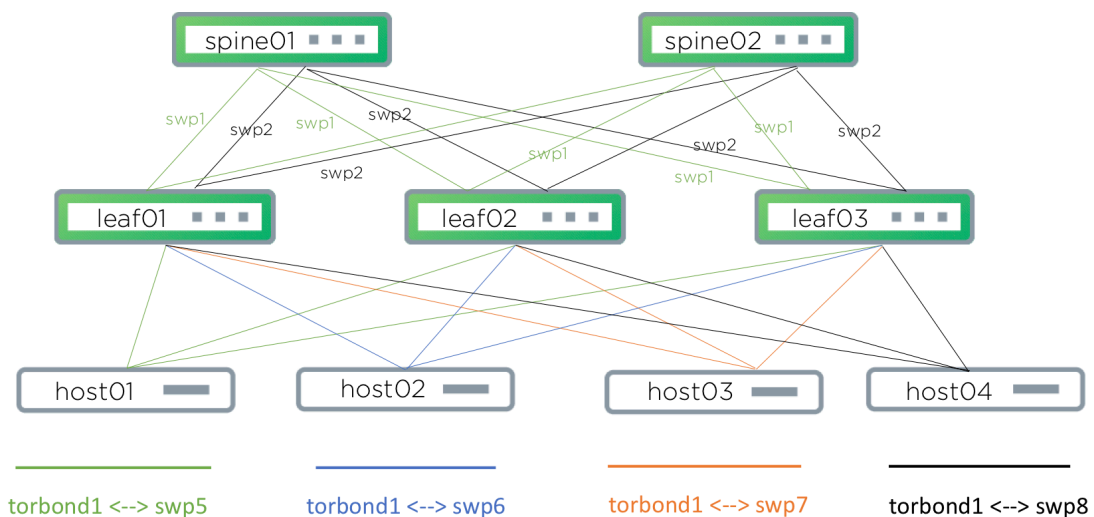 spine01
spine02
swp1
swp2
swp1
swp2
swp1
swp2
swp1
swp2
swp1
swp2
leaf01
leaf02
leaf03
host01
host02
host03
host04
torbond1 <--> swp5
torbond1 <--> swp6
torbond1 <--> swp7
torbond1 <--> swp8